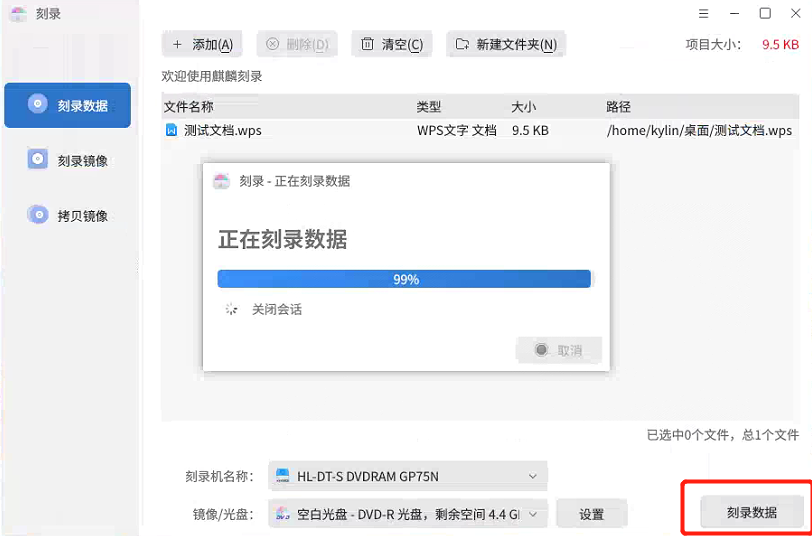 刻录
添加(A) 删除(D) 清空(C) 新建文件夹(N) 项目大小: 9.5 KB
欢迎使用麒麟刻录
刻录数据
刻录镜像
拷贝镜像
文件名称 类型 大小 路径
测试文档.wps WPS文字 文档 9.5 KB /home/kylin/桌面/测试文档.wps
刻录 - 正在刻录数据
正在刻录数据
99%
关闭会话
取消
已选中0个文件，总1个文件
刻录机名称: HL-DT-S DVDRAM GP75N
镜像/光盘: 空白光盘 - DVD-R 光盘，剩余空间 4.4 G 设置 刻录数据